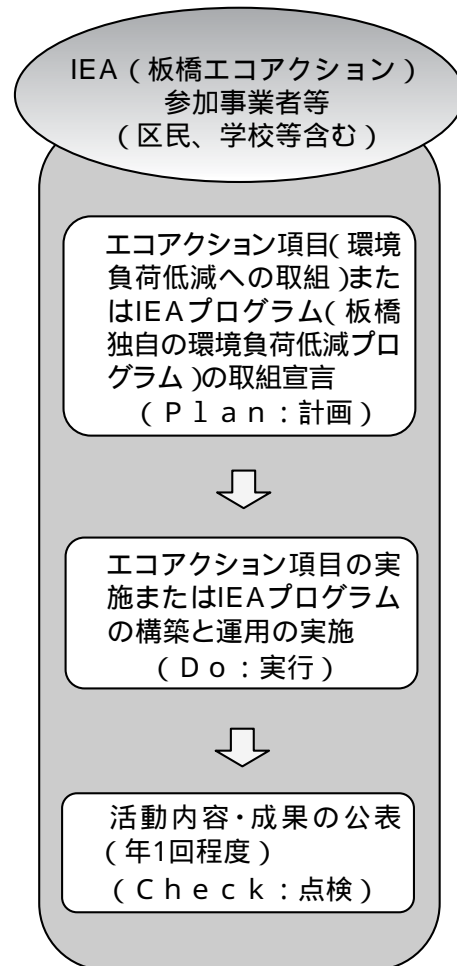 IEA（板橋エコアクション）
参加事業者等
（区民、学校等含む）
エコアクション項目（環境
負荷低減への取組）また
はIEAプログラム（板橋
独自の環境負荷低減プロ
グラム）の取組宣言
（Ｐｌａｎ：計画）
エコアクション項目の実
施またはIEAプログラム
の構築と運用の実施
（Ｄｏ：実行）
活動内容・成果の公表
（年1回程度）
（Ｃｈｅｃｋ：点検）